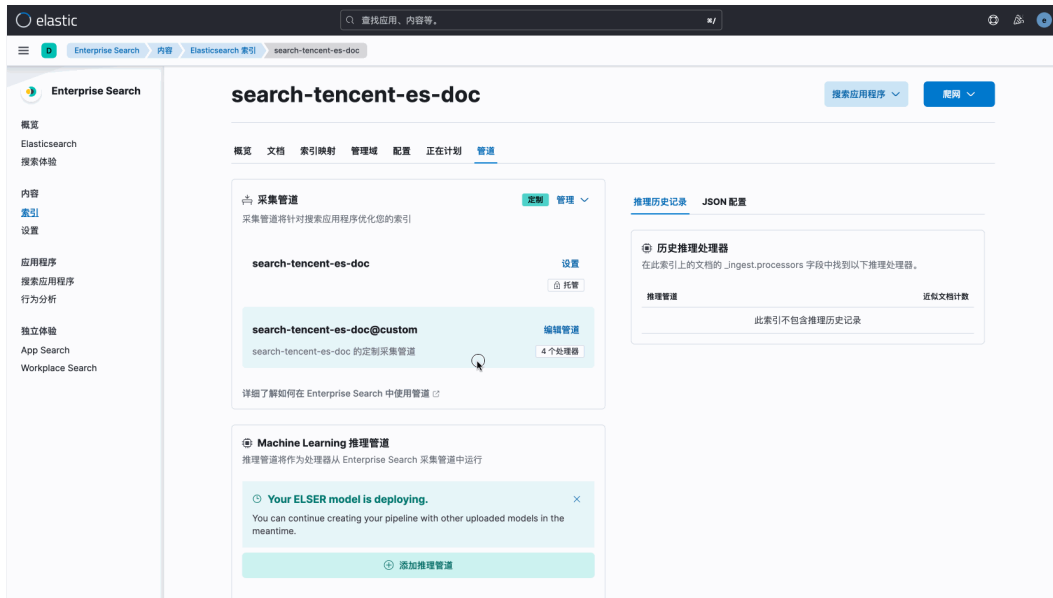 elastic
查找应用、内容等。
⌘/
e
D
Enterprise Search
内容
Elasticsearch 索引
search-tencent-es-doc
Enterprise Search
概览
Elasticsearch
搜索体验
内容
索引
设置
应用程序
搜索应用程序
行为分析
独立体验
App Search
Workplace Search
search-tencent-es-doc
搜索应用程序
爬网
概览 文档 索引映射 管理域 配置 正在计划 管道
采集管道
定制
管理
采集管道将针对搜索应用程序优化您的索引
search-tencent-es-doc
设置
托管
search-tencent-es-doc@custom
编辑管道
search-tencent-es-doc 的定制采集管道
4 个处理器
详细了解如何在 Enterprise Search 中使用管道
Machine Learning 推理管道
推理管道将作为处理器从 Enterprise Search 采集管道中运行
Your ELSER model is deploying.
You can continue creating your pipeline with other uploaded models in the
meantime.
添加推理管道
推理历史记录 JSON 配置
历史推理处理器
在此索引上的文档的 _ingest.processors 字段中找到以下推理处理器。
推理管道 近似文档计数
此索引不包含推理历史记录